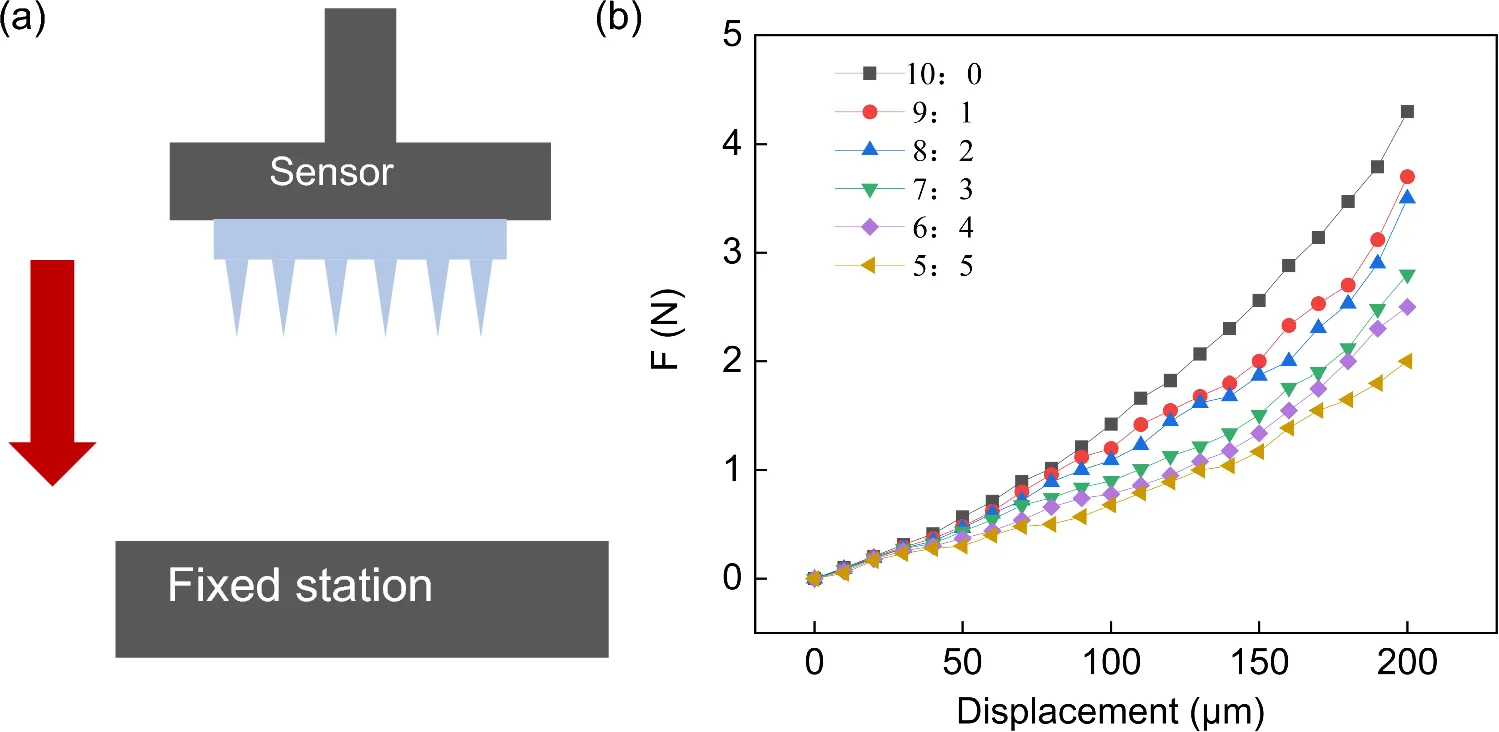 (a)
Sensor
Fixed station
(b)
5
4
3
2
1
0
F (N)
10：0
9：1
8：2
7：3
6：4
5：5
0 50 100 150 200
Displacement (μm)